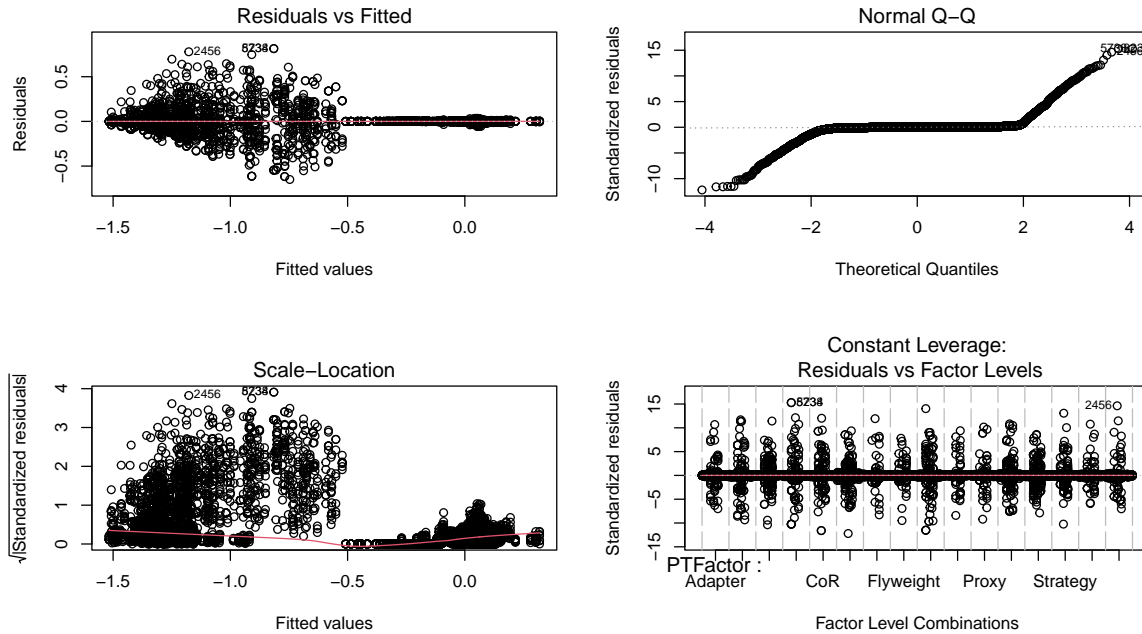 Residuals vs Fitted
Residuals
0.5
0.0
−0.5
2456
−1.5 −1.0 −0.5 0.0
Fitted values
Normal Q−Q
Standardized residuals
15
5
0
−10
−4 −2 0 2 4
Theoretical Quantiles
Scale−Location
√|Standardized residuals|
4
3
2
1
0
2456
−1.5 −1.0 −0.5 0.0
Fitted values
Constant Leverage:
Residuals vs Factor Levels
Standardized residuals
15
5
0
−5
−15
2456
PTFactor :
Adapter CoR Flyweight Proxy Strategy
Factor Level Combinations